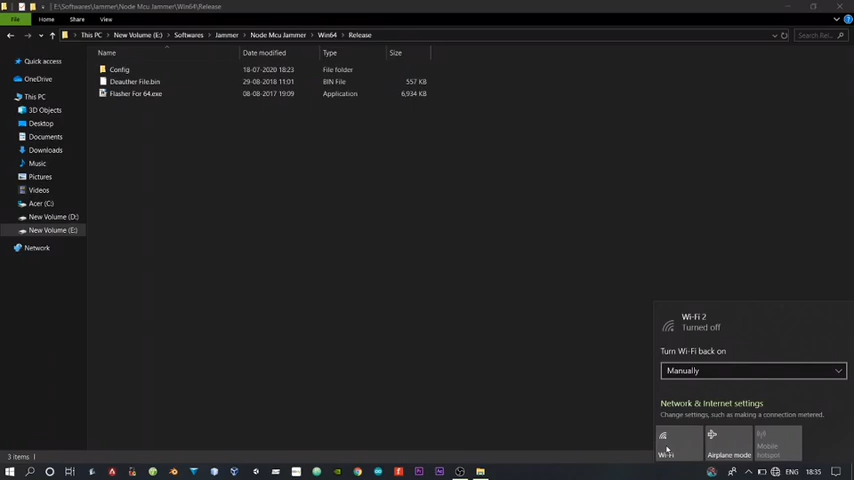 E:\Softwares\Jammer\Node Mcu Jammer\Win64\Release
File Home Share View
This PC > New Volume (E:) > Softwares > Jammer > Node Mcu Jammer > Win64 > Release
Search Rel...
Name Date modified Type Size
Config 18-07-2020 18:23 File folder
Deauther File.bin 29-08-2018 11:01 BIN File 557 KB
Flasher For 64.exe 08-08-2017 19:09 Application 6,934 KB
Quick access
OneDrive
This PC
3D Objects
Desktop
Documents
Downloads
Music
Pictures
Videos
Acer (C:)
New Volume (D:)
New Volume (E:)
Network
Wi-Fi 2
Turned off
Turn Wi-Fi back on
Manually
Network & Internet settings
Change settings, such as making a connection metered.
Wi-Fi
Airplane mode
Mobile
hotspot
3 items
ENG 18:35